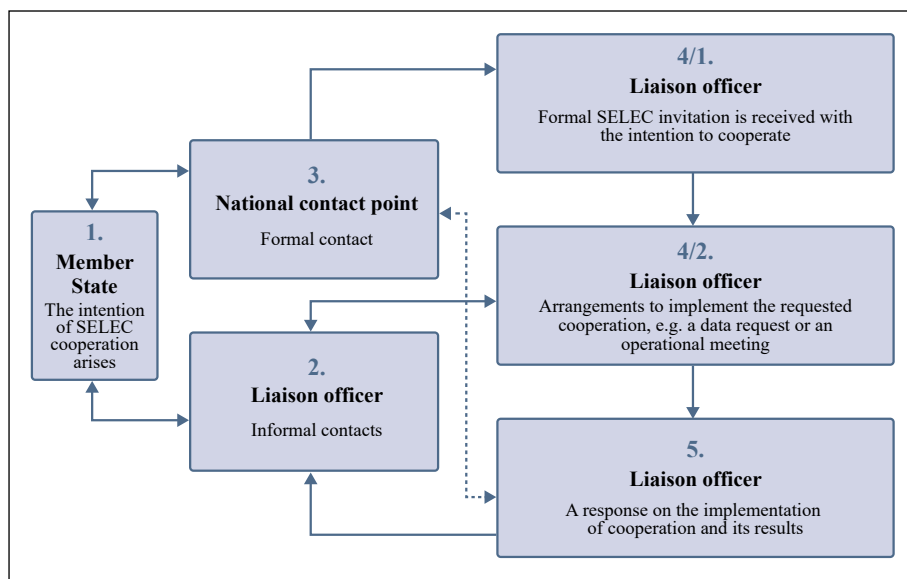 1.
Member
State
The intention
of SELEC
cooperation
arises
3.
National contact point
Formal contact
2.
Liaison officer
Informal contacts
4/1.
Liaison officer
Formal SELEC invitation is received with
the intention to cooperate
4/2.
Liaison officer
Arrangements to implement the requested
cooperation, e.g. a data request or an
operational meeting
5.
Liaison officer
A response on the implementation
of cooperation and its results